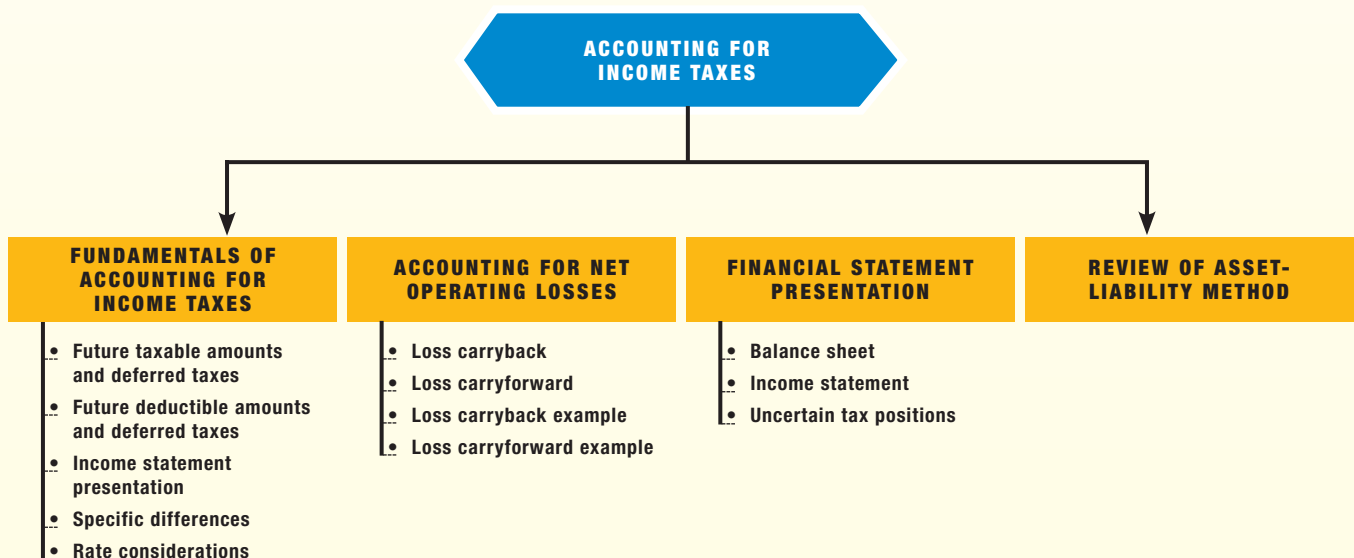 ACCOUNTING FOR
INCOME TAXES
FUNDAMENTALS OF
ACCOUNTING FOR
INCOME TAXES
• Future taxable amounts
and deferred taxes
• Future deductible amounts
and deferred taxes
• Income statement
presentation
• Specific differences
• Rate considerations
ACCOUNTING FOR NET
OPERATING LOSSES
• Loss carryback
• Loss carryforward
• Loss carryback example
• Loss carryforward example
FINANCIAL STATEMENT
PRESENTATION
• Balance sheet
• Income statement
• Uncertain tax positions
REVIEW OF ASSET-
LIABILITY METHOD